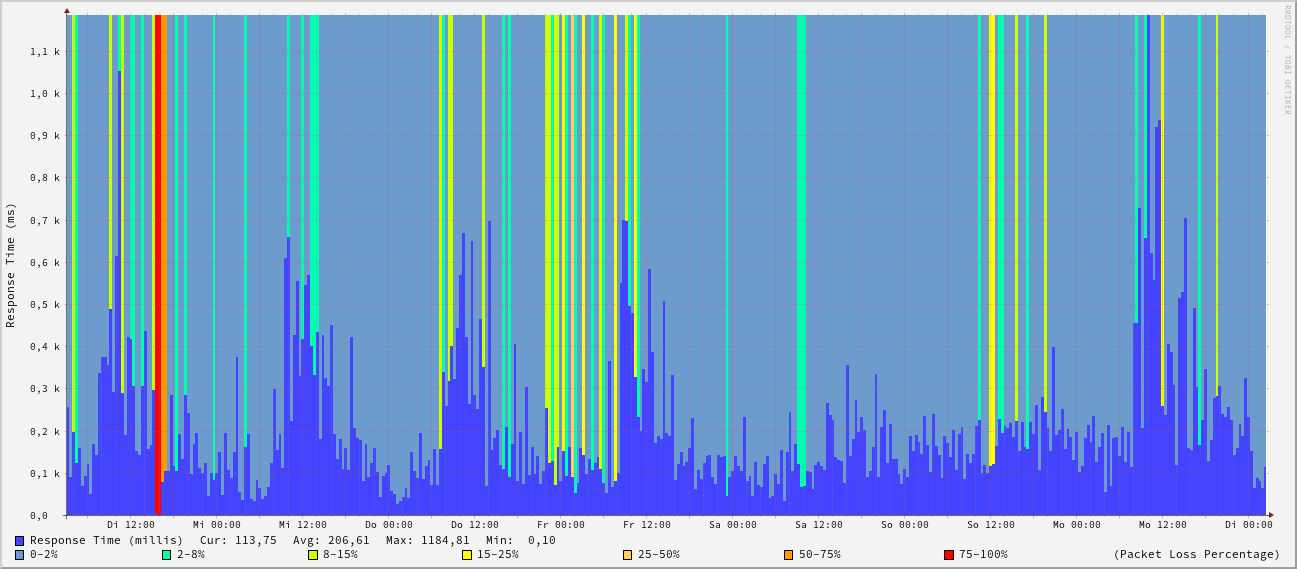 RRDTOOL / TOBI OETIKER
Response Time (ms)
1,1 k
1,0 k
0,9 k
0,8 k
0,7 k
0,6 k
0,5 k
0,4 k
0,3 k
0,2 k
0,1 k
0,0
Di 12:00 Mi 00:00 Mi 12:00 Do 00:00 Do 12:00 Fr 00:00 Fr 12:00 Sa 00:00 Sa 12:00 So 00:00 So 12:00 Mo 00:00 Mo 12:00 Di 00:00
Response Time (millis) Cur: 113,75 Avg: 206,61 Max: 1184,81 Min: 0,10
0-2% 2-8% 8-15% 15-25% 25-50% 50-75% 75-100% (Packet Loss Percentage)